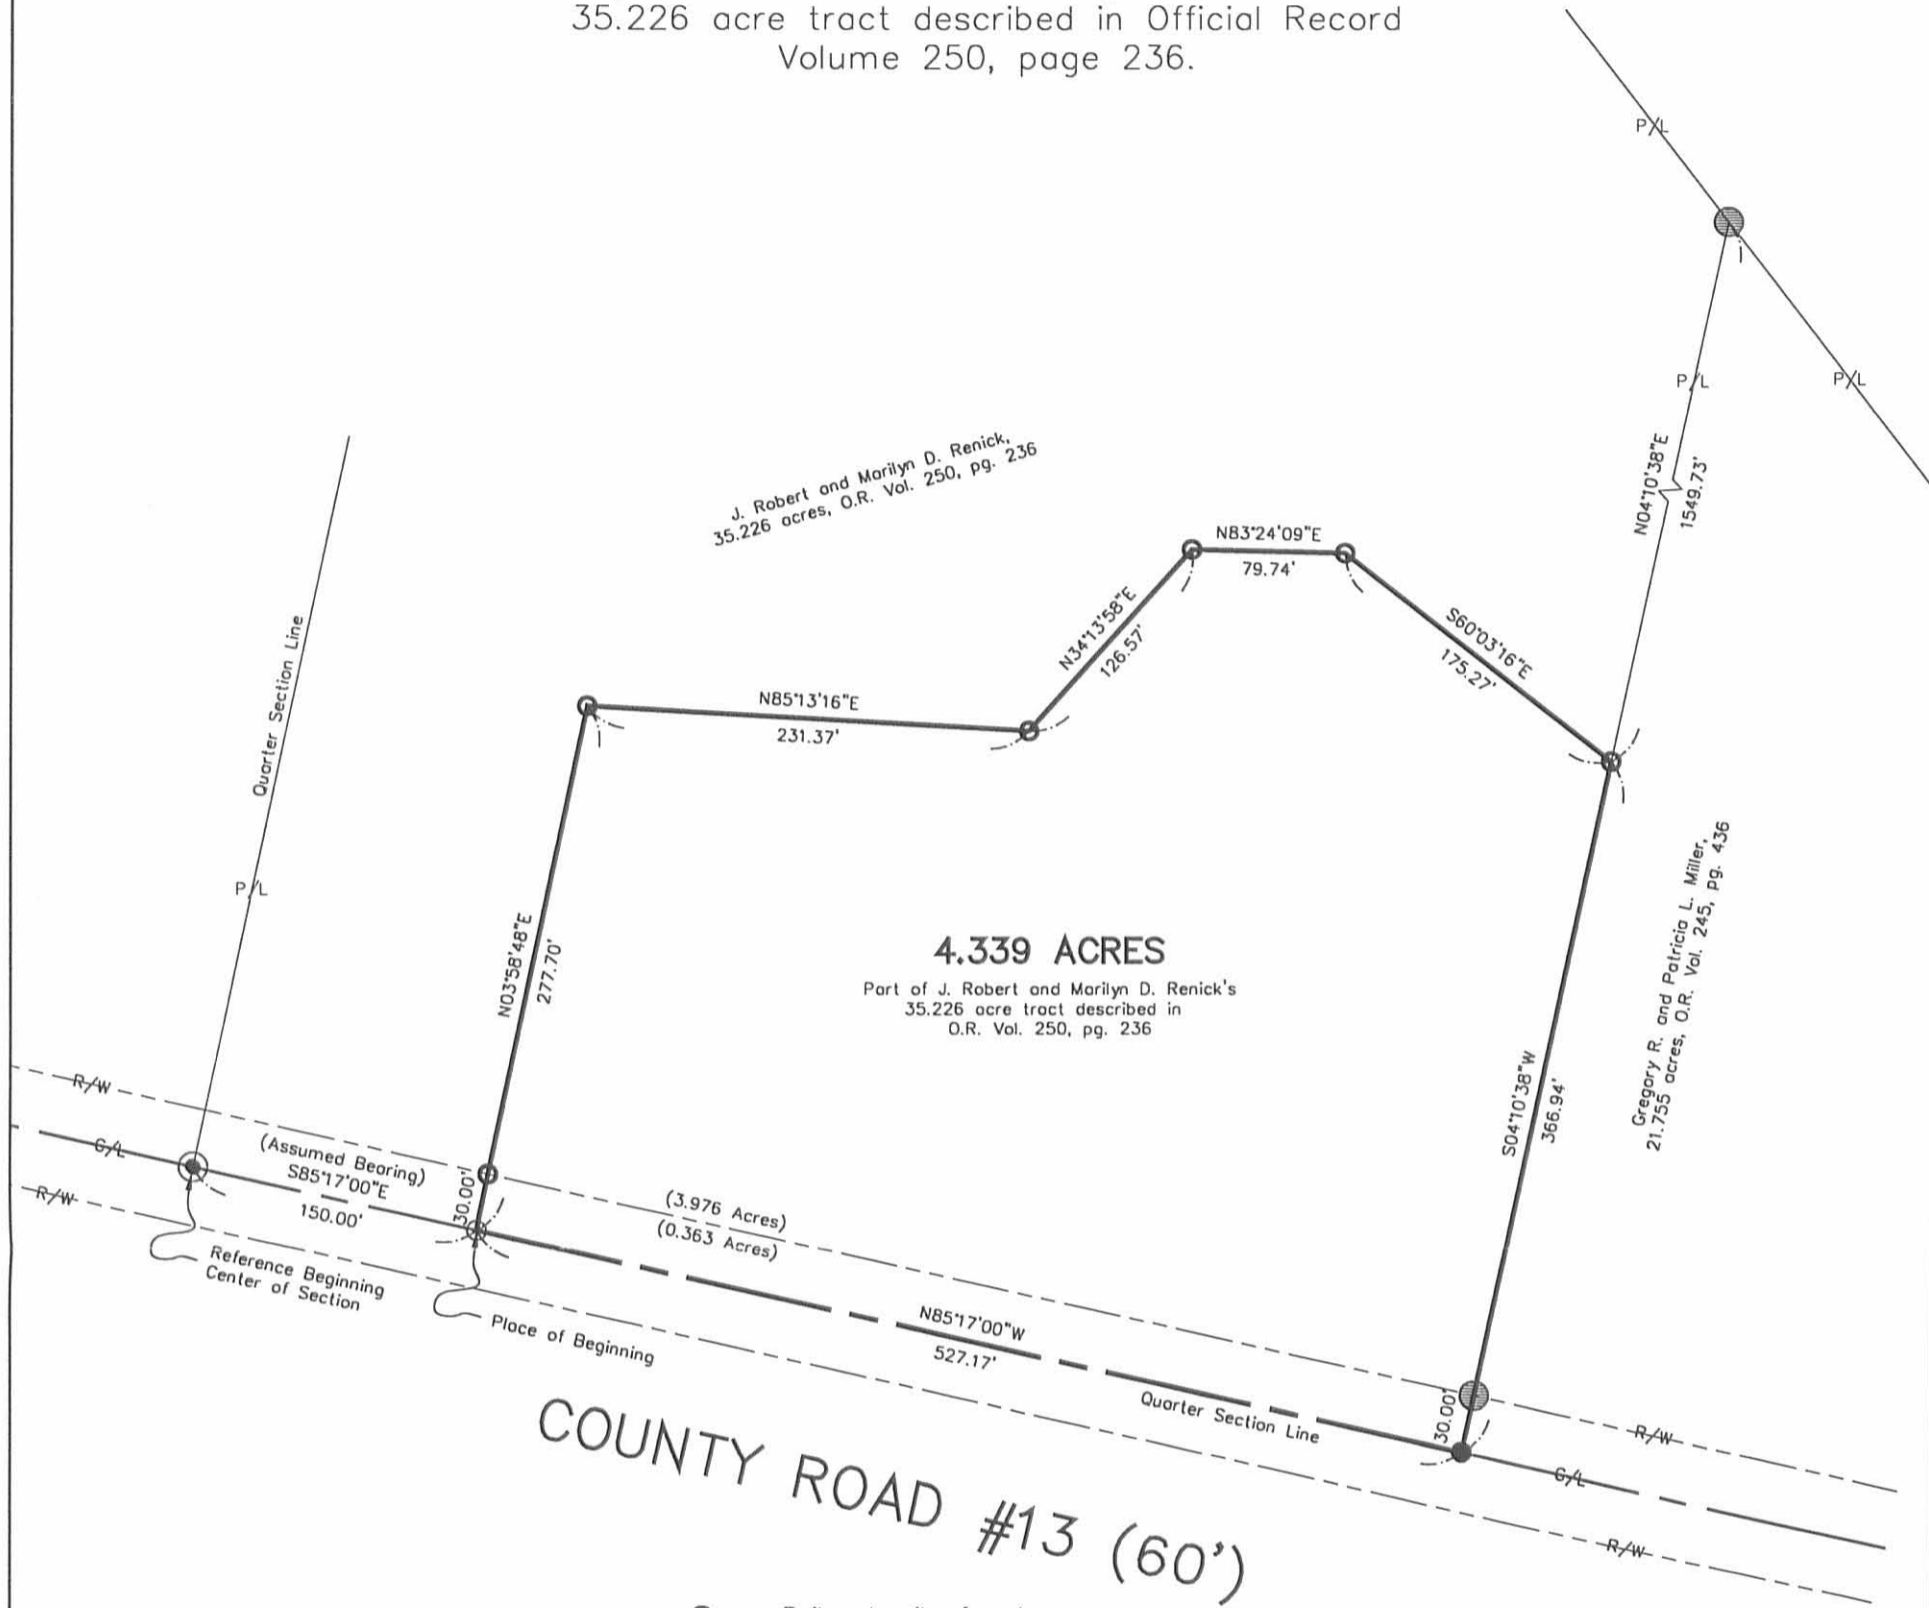 35.226 acre tract described in Official Record
Volume 250, page 236.
P/L
P/L
P/L
N04°10'38"E
1549.73'
J. Robert and Marilyn D. Renick,
35.226 acres, O.R. Vol. 250, pg. 236
N83°24'09"E
79.74'
N34°13'58"E
126.57'
S60°03'16"E
175.27'
Quarter Section Line
P/L
N85°13'16"E
231.37'
N03°58'48"E
277.70'
4.339 ACRES
Part of J. Robert and Marilyn D. Renick's
35.226 acre tract described in
O.R. Vol. 250, pg. 236
Gregory R. and Patricia L. Miller,
21.755 acres, O.R. Vol. 245, pg. 436
S04°10'38"W
366.94'
R/W
C/L
R/W
(Assumed Bearing)
S85°17'00"E
150.00'
30.00'
(3.976 Acres)
(0.363 Acres)
Reference Beginning
Center of Section
Place of Beginning
N85°17'00"W
527.17'
Quarter Section Line
30.00'
R/W
C/L
R/W
COUNTY ROAD #13 (60')